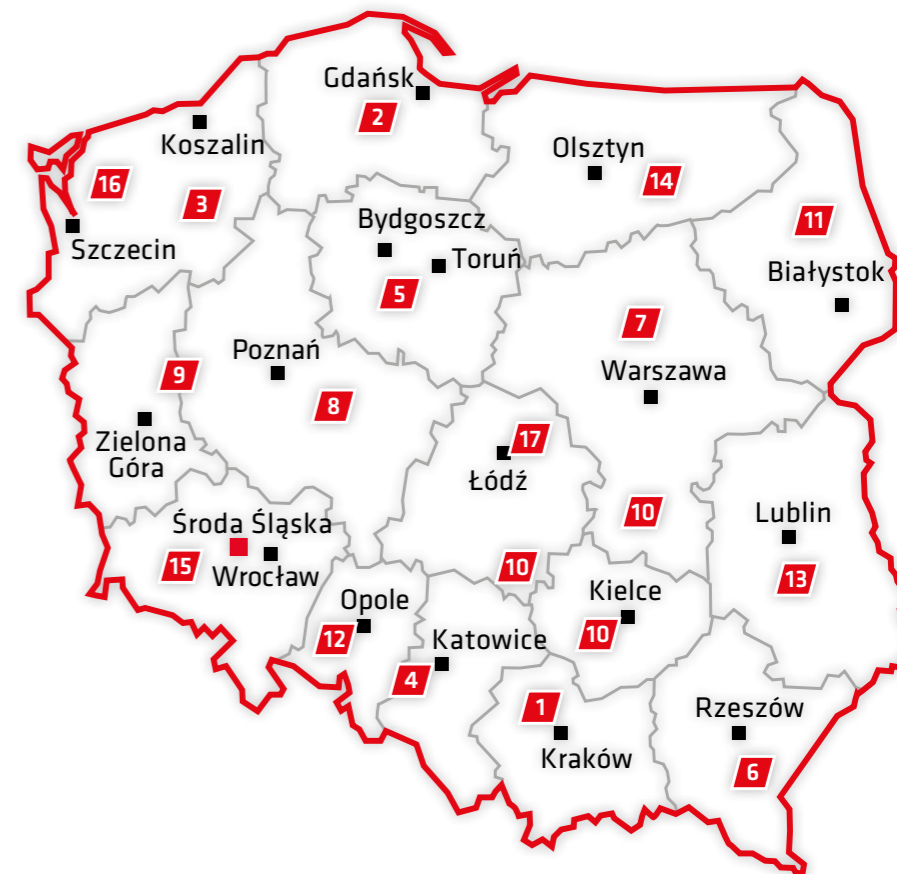 Gdańsk
2
Koszalin
Olsztyn
14
16
3
Bydgoszcz
11
Szczecin
Toruń
Białystok
5
7
Poznań
9
Warszawa
8
Zielona
Góra
17
Łódź
10
Lublin
Środa Śląska
15
Wrocław
10
13
Opole
Kielce
12
10
Katowice
4
1
Rzeszów
Kraków
6